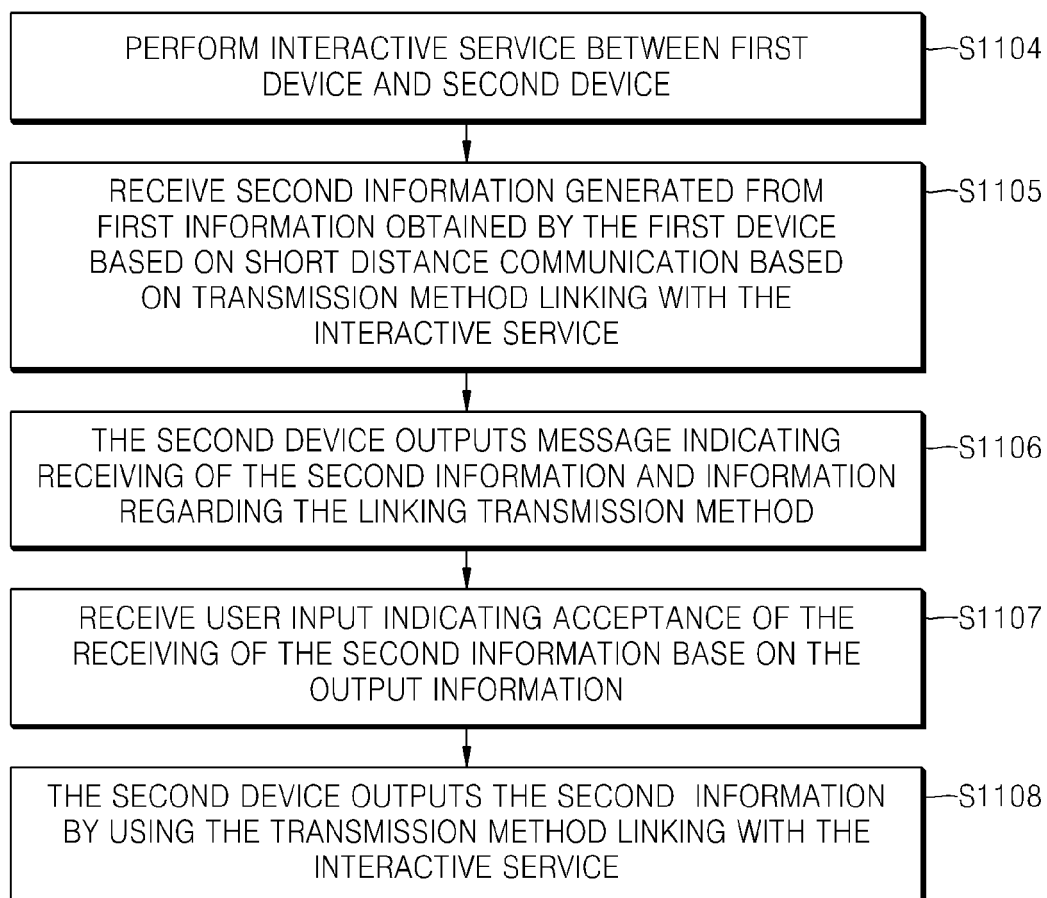 PERFORM INTERACTIVE SERVICE BETWEEN FIRST
DEVICE AND SECOND DEVICE
S1104
RECEIVE SECOND INFORMATION GENERATED FROM
FIRST INFORMATION OBTAINED BY THE FIRST DEVICE
BASED ON SHORT DISTANCE COMMUNICATION BASED
ON TRANSMISSION METHOD LINKING WITH THE
INTERACTIVE SERVICE
S1105
THE SECOND DEVICE OUTPUTS MESSAGE INDICATING
RECEIVING OF THE SECOND INFORMATION AND INFORMATION
REGARDING THE LINKING TRANSMISSION METHOD
S1106
RECEIVE USER INPUT INDICATING ACCEPTANCE OF THE
RECEIVING OF THE SECOND INFORMATION BASE ON THE
OUTPUT INFORMATION
S1107
THE SECOND DEVICE OUTPUTS THE SECOND INFORMATION
BY USING THE TRANSMISSION METHOD LINKING WITH THE
INTERACTIVE SERVICE
S1108